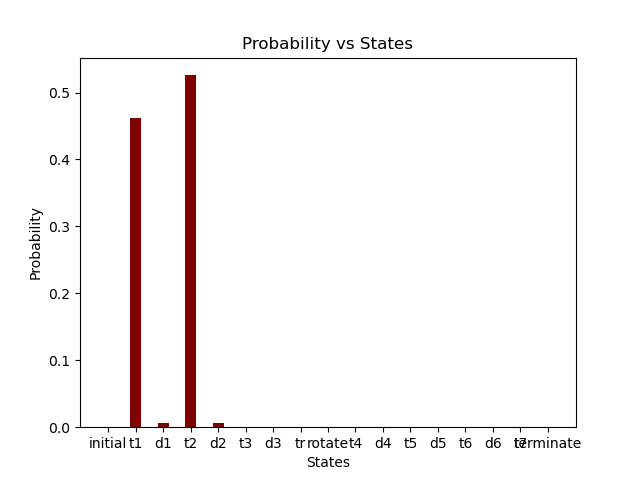 Probability vs States
Probability
0.5
0.4
0.3
0.2
0.1
0.0
initial t1 d1 t2 d2 t3 d3 tr rotate t4 d4 t5 d5 t6 d6 t7 terminate
States